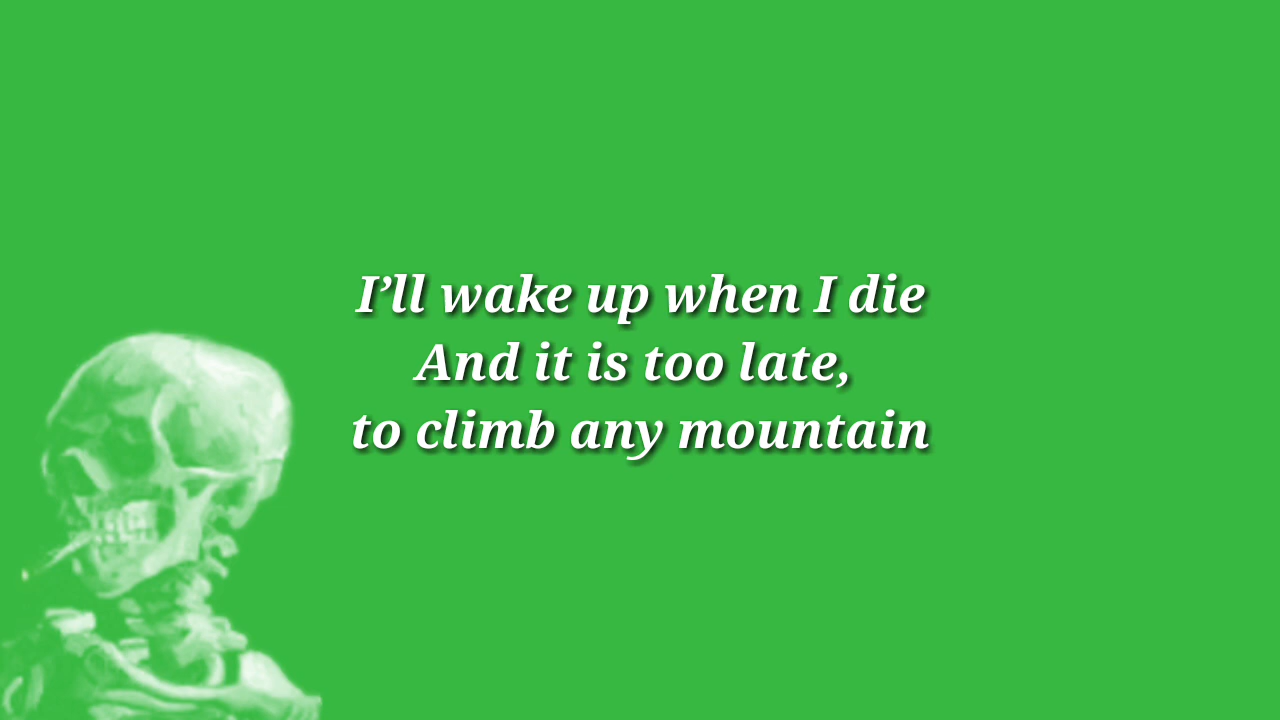 I’ll wake up when I die
And it is too late,
to climb any mountain